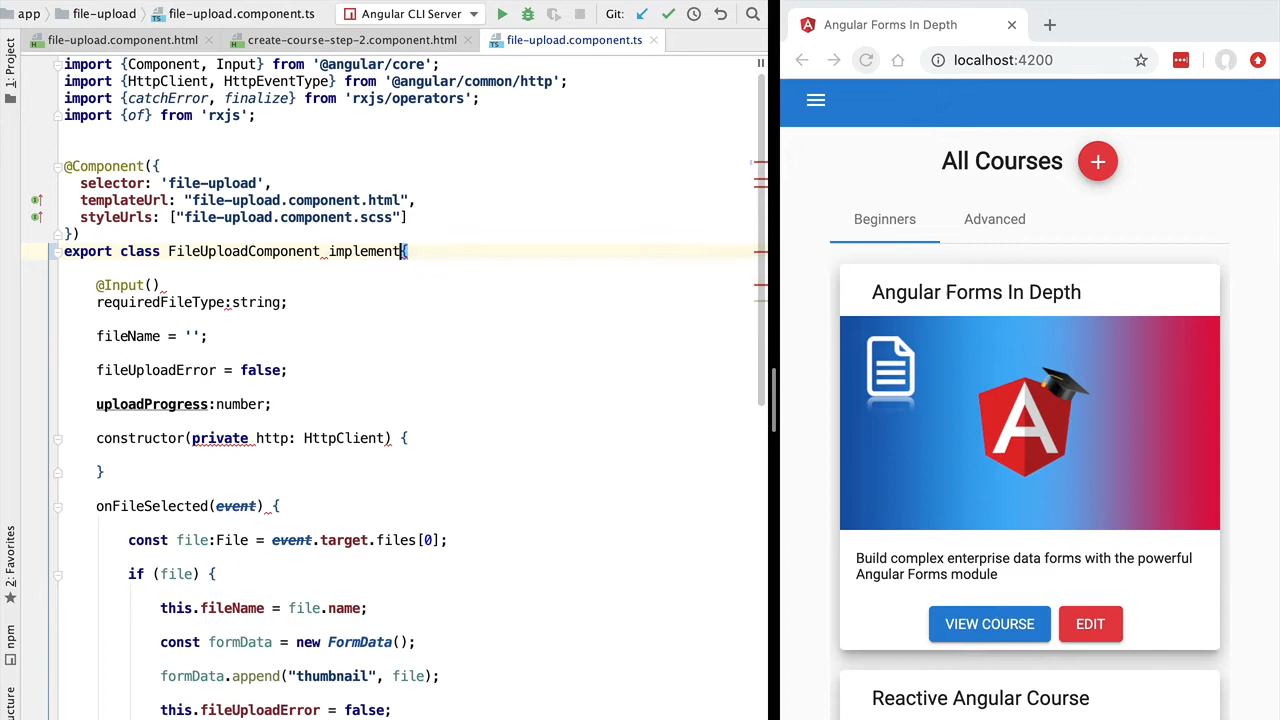 app
file-upload
file-upload.component.ts
Angular CLI Server
Git:
file-upload.component.html
create-course-step-2.component.html
file-upload.component.ts
1: Project
import {Component, Input} from '@angular/core';
import {HttpClient, HttpEventType} from '@angular/common/http';
import {catchError, finalize} from 'rxjs/operators';
import {of} from 'rxjs';
@Component({
selector: 'file-upload',
templateUrl: "file-upload.component.html",
styleUrls: ["file-upload.component.scss"]
})
export class FileUploadComponent implement{
@Input()
requiredFileType:string;
fileName = '';
fileUploadError = false;
uploadProgress:number;
constructor(private http: HttpClient) {
}
onFileSelected(event) {
const file:File = event.target.files[0];
if (file) {
this.fileName = file.name;
const formData = new FormData();
formData.append("thumbnail", file);
this.fileUploadError = false;
2: Favorites
npm
ucture
Angular Forms In Depth
localhost:4200
All Courses
Beginners
Advanced
Angular Forms In Depth
A
Build complex enterprise data forms with the powerful
Angular Forms module
VIEW COURSE
EDIT
Reactive Angular Course